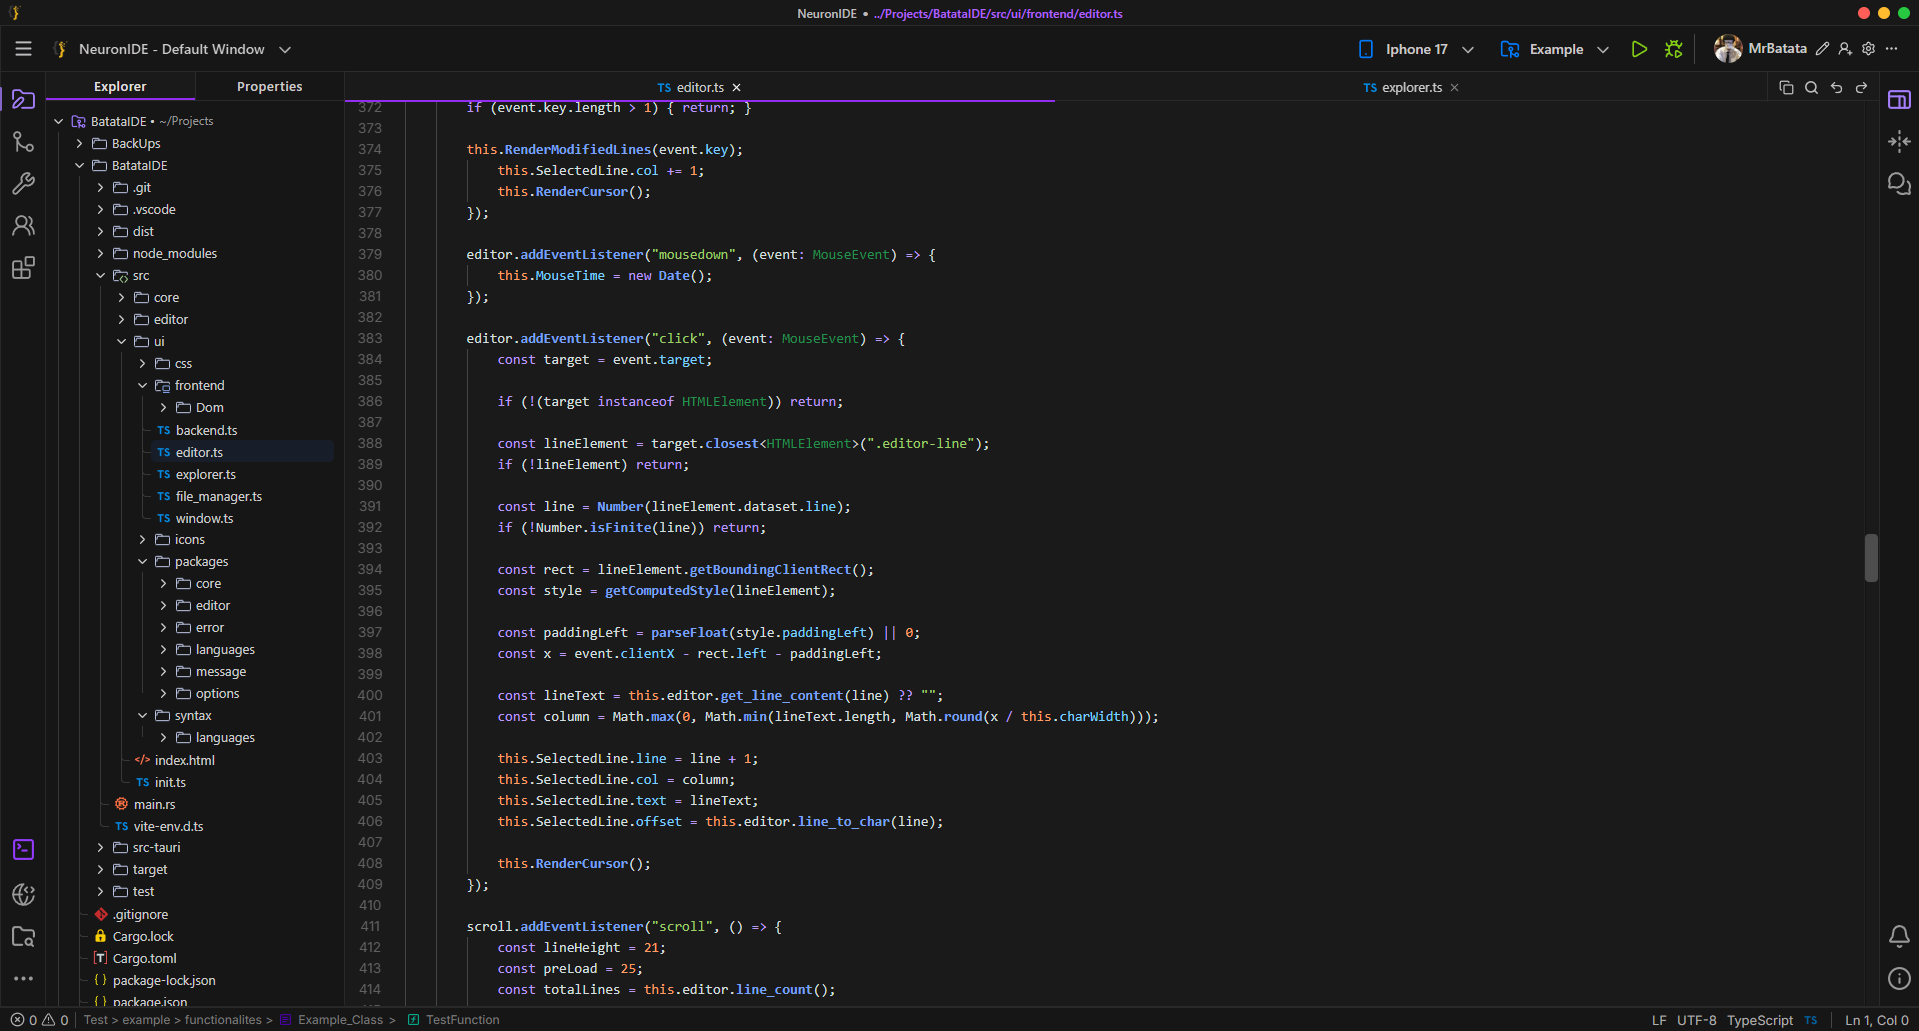 NeuronIDE • ../Projects/BatataIDE/src/ui/frontend/editor.ts
NeuronIDE - Default Window
Iphone 17
Example
MrBatata
Explorer
Properties
TS editor.ts
TS explorer.ts
BatataIDE • ~/Projects
BackUps
BatataIDE
.git
.vscode
dist
node_modules
src
core
editor
ui
css
frontend
Dom
TS backend.ts
TS editor.ts
TS explorer.ts
TS file_manager.ts
TS window.ts
icons
packages
core
editor
error
languages
message
options
syntax
languages
</> index.html
TS init.ts
main.rs
TS vite-env.d.ts
src-tauri
target
test
.gitignore
Cargo.lock
[T] Cargo.toml
{ } package-lock.json
{ } package.json
372 if (event.key.length > 1) { return; }
373
374 this.RenderModifiedLines(event.key);
375 this.SelectedLine.col += 1;
376 this.RenderCursor();
377 });
378
379 editor.addEventListener("mousedown", (event: MouseEvent) => {
380 this.MouseTime = new Date();
381 });
382
383 editor.addEventListener("click", (event: MouseEvent) => {
384 const target = event.target;
385
386 if (!(target instanceof HTMLElement)) return;
387
388 const lineElement = target.closest<HTMLElement>(".editor-line");
389 if (!lineElement) return;
390
391 const line = Number(lineElement.dataset.line);
392 if (!Number.isFinite(line)) return;
393
394 const rect = lineElement.getBoundingClientRect();
395 const style = getComputedStyle(lineElement);
396
397 const paddingLeft = parseFloat(style.paddingLeft) || 0;
398 const x = event.clientX - rect.left - paddingLeft;
399
400 const lineText = this.editor.get_line_content(line) ?? "";
401 const column = Math.max(0, Math.min(lineText.length, Math.round(x / this.charWidth)));
402
403 this.SelectedLine.line = line + 1;
404 this.SelectedLine.col = column;
405 this.SelectedLine.text = lineText;
406 this.SelectedLine.offset = this.editor.line_to_char(line);
407
408 this.RenderCursor();
409 });
410
411 scroll.addEventListener("scroll", () => {
412 const lineHeight = 21;
413 const preLoad = 25;
414 const totalLines = this.editor.line_count();
0 0 Test > example > functionalites > Example_Class > TestFunction
LF UTF-8 TypeScript TS Ln 1, Col 0